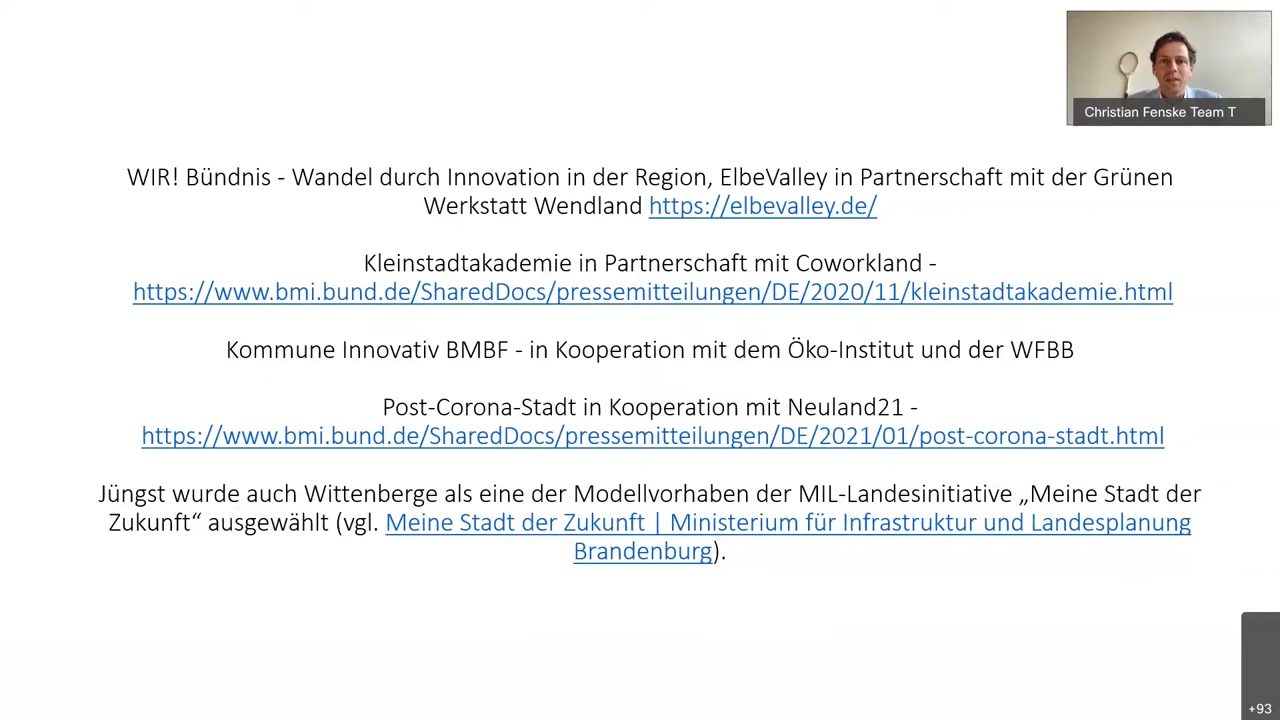 Christian Fenske Team T
WIR! Bündnis - Wandel durch Innovation in der Region, ElbeValley in Partnerschaft mit der Grünen
Werkstatt Wendland https://elbevalley.de/
Kleinstadtakademie in Partnerschaft mit Coworkland -
https://www.bmi.bund.de/SharedDocs/pressemitteilungen/DE/2020/11/kleinstadtakademie.html
Kommune Innovativ BMBF - in Kooperation mit dem Öko-Institut und der WFBB
Post-Corona-Stadt in Kooperation mit Neuland21 -
https://www.bmi.bund.de/SharedDocs/pressemitteilungen/DE/2021/01/post-corona-stadt.html
Jüngst wurde auch Wittenberge als eine der Modellvorhaben der MIL-Landesinitiative „Meine Stadt der
Zukunft“ ausgewählt (vgl. Meine Stadt der Zukunft | Ministerium für Infrastruktur und Landesplanung
Brandenburg).
+93